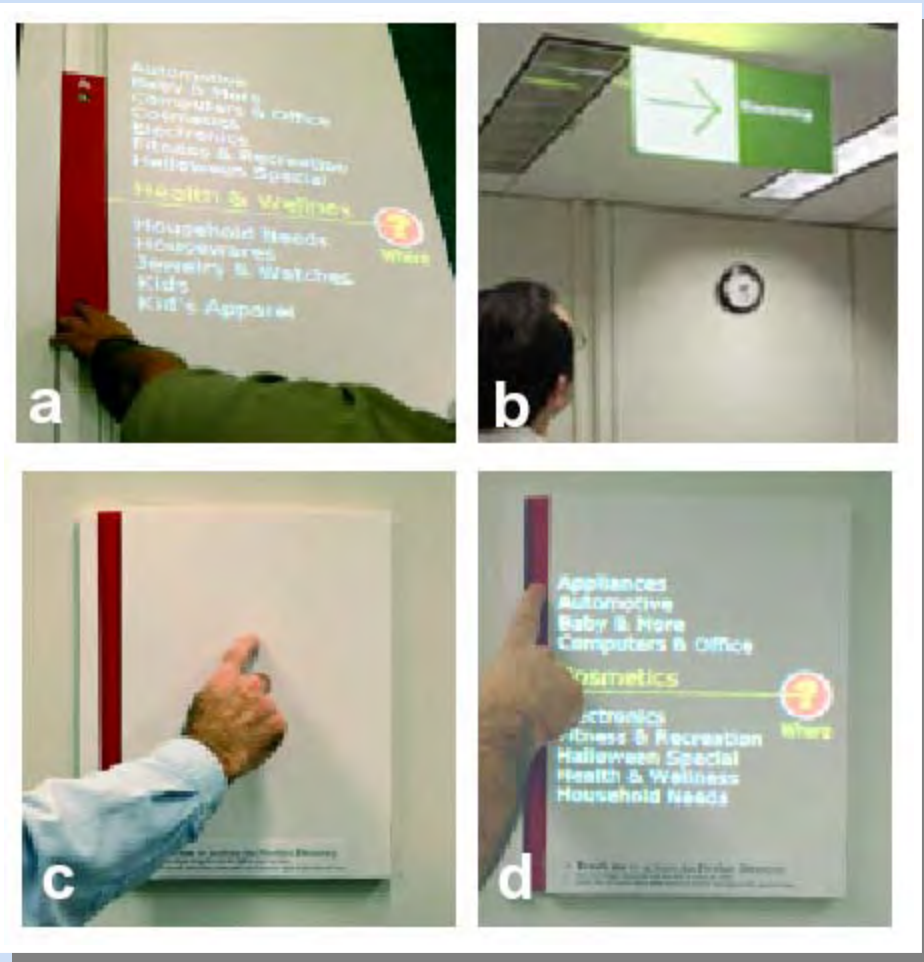 Automotive
Baby & More
Computers & Office
Cosmetics
Electronics
Fitness & Recreation
Halloween Special
Health & Wellness
Household Needs
Housewares
Jewelry & Watches
Kids
Kid's Apparel
?
Where
a
Electronics
b
c
Appliances
Automotive
Baby & More
Computers & Office
osmetics
ectronics
Fitness & Recreation
Halloween Special
Health & Wellness
Household Needs
?
Where
d